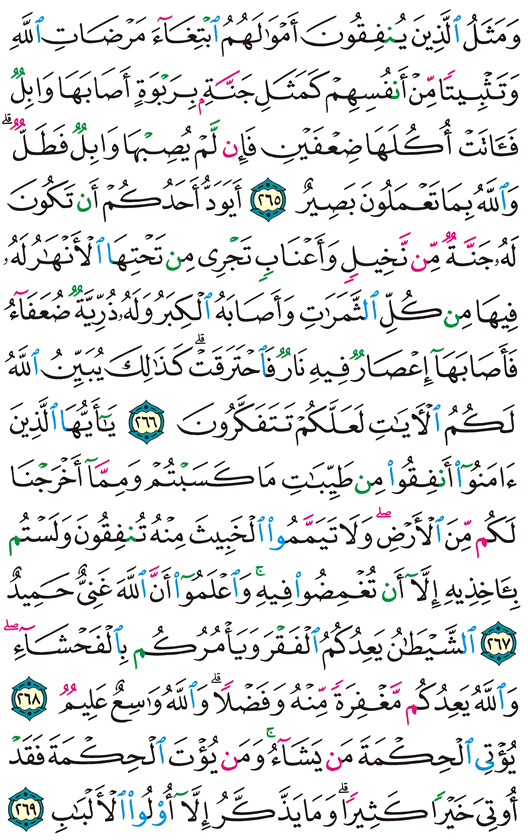 وَمَثَلُ ٱلَّذِينَ يُنفِقُونَ أَمۡوَٰلَهُمُ ٱبۡتِغَآءَ مَرۡضَاتِ ٱللَّهِ
وَتَثۡبِيتٗا مِّنۡ أَنفُسِهِمۡ كَمَثَلِ جَنَّةِۭ بِرَبۡوَةٍ أَصَابَهَا وَابِلٞ
فَـَٔاتَتۡ أُكُلَهَا ضِعۡفَيۡنِ فَإِن لَّمۡ يُصِبۡهَا وَابِلٞ فَطَلّٞۗ
وَٱللَّهُ بِمَا تَعۡمَلُونَ بَصِيرٌ ٢٦٥ أَيَوَدُّ أَحَدُكُمۡ أَن تَكُونَ
لَهُۥ جَنَّةٞ مِّن نَّخِيلٖ وَأَعۡنَابٖ تَجۡرِي مِن تَحۡتِهَا ٱلۡأَنۡهَٰرُ لَهُۥ
فِيهَا مِن كُلِّ ٱلثَّمَرَٰتِ وَأَصَابَهُ ٱلۡكِبَرُ وَلَهُۥ ذُرِّيَّةٞ ضُعَفَآءُ
فَأَصَابَهَآ إِعۡصَارٞ فِيهِ نَارٞ فَٱحۡتَرَقَتۡۗ كَذَٰلِكَ يُبَيِّنُ ٱللَّهُ
لَكُمُ ٱلۡأٓيَٰتِ لَعَلَّكُمۡ تَتَفَكَّرُونَ ٢٦٦ يَٰٓأَيُّهَا ٱلَّذِينَ
ءَامَنُوٓاْ أَنفِقُواْ مِن طَيِّبَٰتِ مَا كَسَبۡتُمۡ وَمِمَّآ أَخۡرَجۡنَا
لَكُم مِّنَ ٱلۡأَرۡضِۖ وَلَا تَيَمَّمُواْ ٱلۡخَبِيثَ مِنۡهُ تُنفِقُونَ وَلَسۡتُم
بِـَٔاخِذِيهِ إِلَّآ أَن تُغۡمِضُواْ فِيهِۚ وَٱعۡلَمُوٓاْ أَنَّ ٱللَّهَ غَنِيٌّ حَمِيدٌ
٢٦٧ ٱلشَّيۡطَٰنُ يَعِدُكُمُ ٱلۡفَقۡرَ وَيَأۡمُرُكُم بِٱلۡفَحۡشَآءِۖ
وَٱللَّهُ يَعِدُكُم مَّغۡفِرَةٗ مِّنۡهُ وَفَضۡلٗاۗ وَٱللَّهُ وَٰسِعٌ عَلِيمٞ ٢٦٨
يُؤۡتِي ٱلۡحِكۡمَةَ مَن يَشَآءُۚ وَمَن يُؤۡتَ ٱلۡحِكۡمَةَ فَقَدۡ
أُوتِيَ خَيۡرٗا كَثِيرٗاۗ وَمَا يَذَّكَّرُ إِلَّآ أُوْلُواْ ٱلۡأَلۡبَٰبِ ٢٦٩